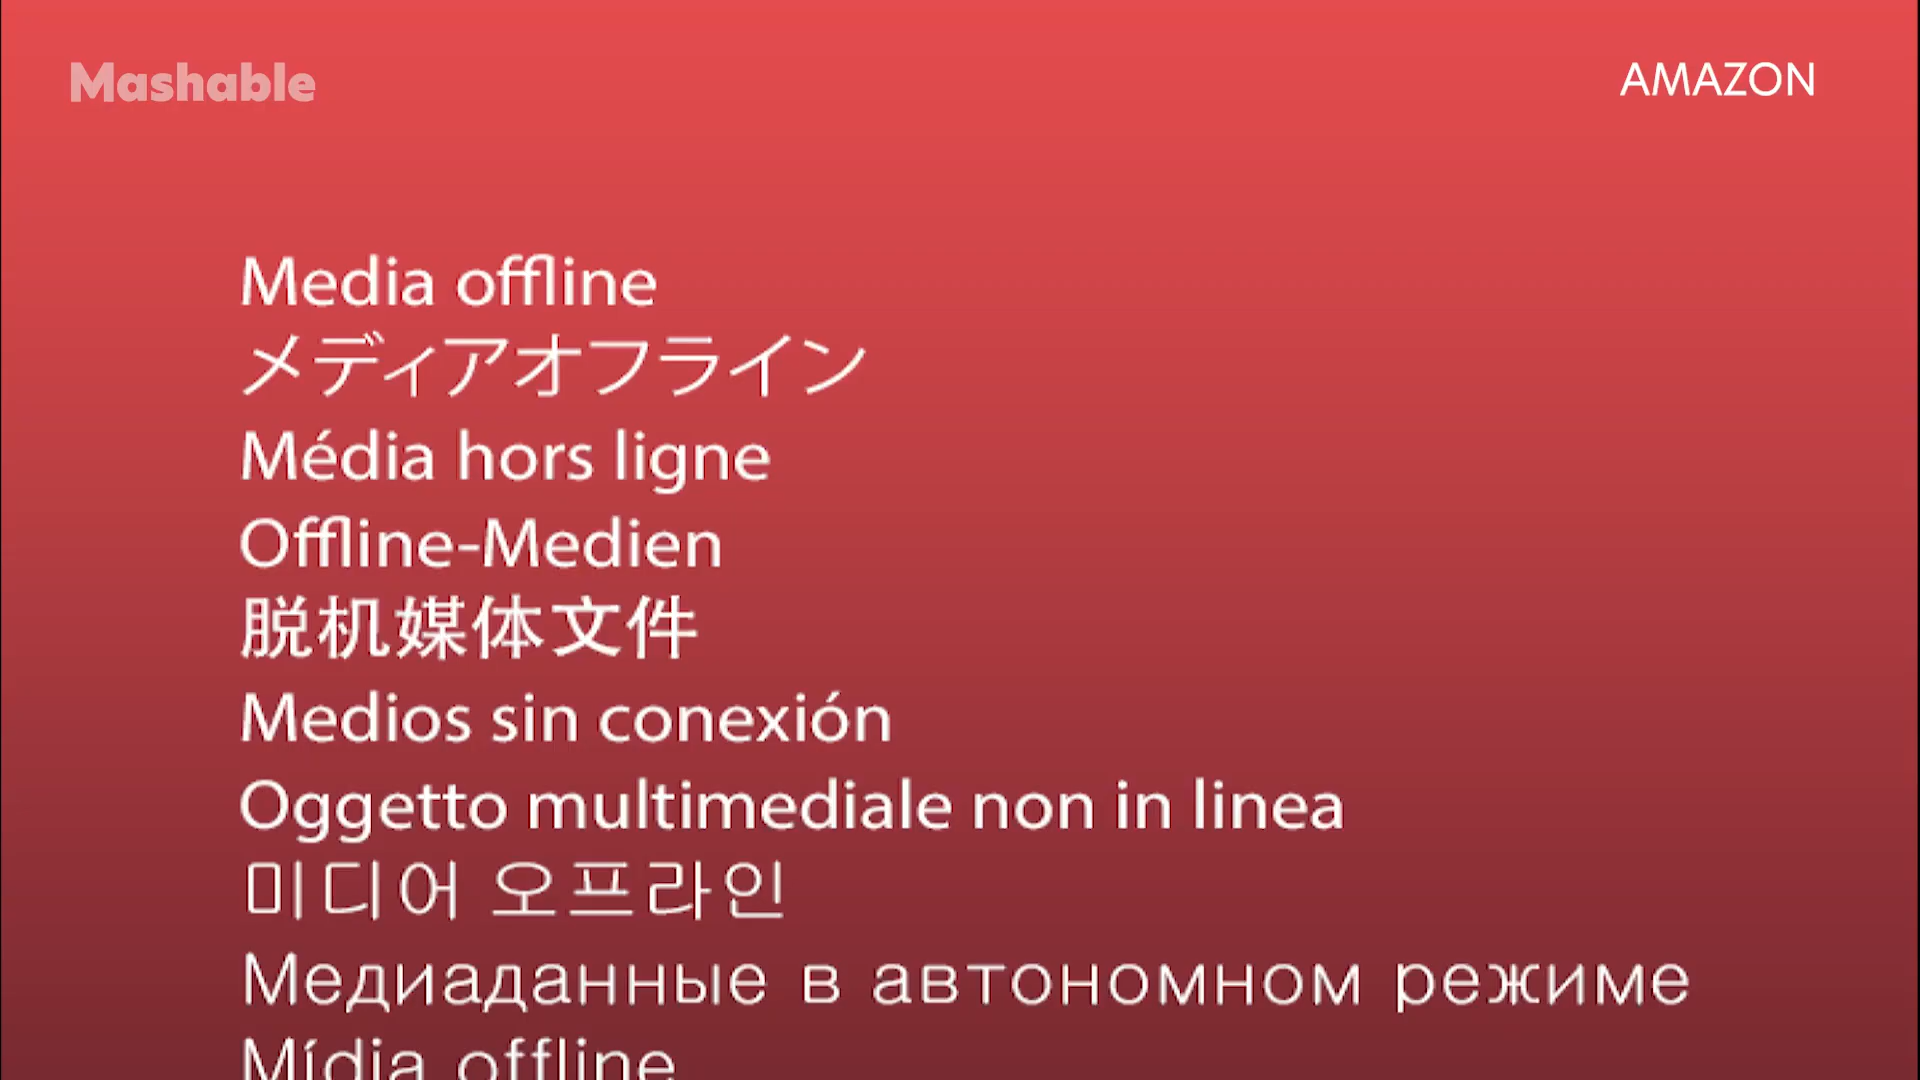 Mashable
AMAZON
Media offline
メディアオフライン
Média hors ligne
Offline-Medien
脱机媒体文件
Medios sin conexión
Oggetto multimediale non in linea
미디어 오프라인
Медиаданные в автономном режиме
Mídia offline